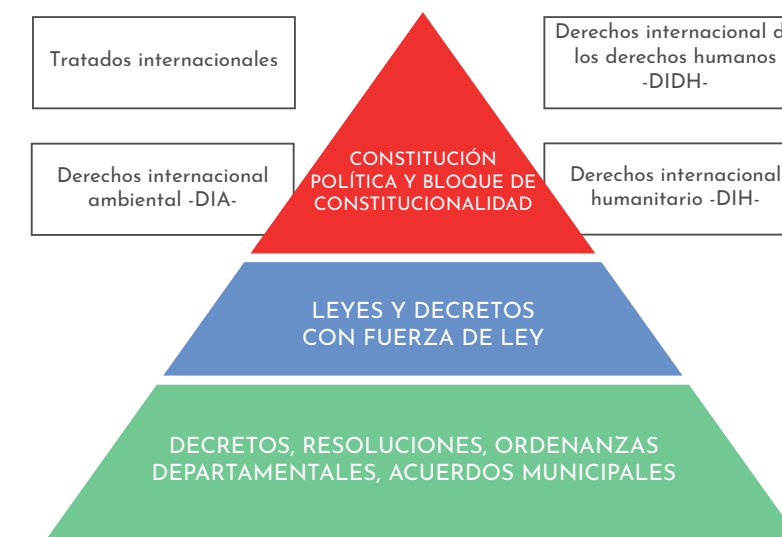 Tratados internacionales
Derechos internacional
los derechos humanos
-DIDH-
Derechos internacional
ambiental -DIA-
CONSTITUCIÓN
POLÍTICA Y BLOQUE DE
CONSTITUCIONALIDAD
Derechos internacional
humanitario -DIH-
LEYES Y DECRETOS
CON FUERZA DE LEY
DECRETOS, RESOLUCIONES, ORDENANZAS
DEPARTAMENTALES, ACUERDOS MUNICIPALES